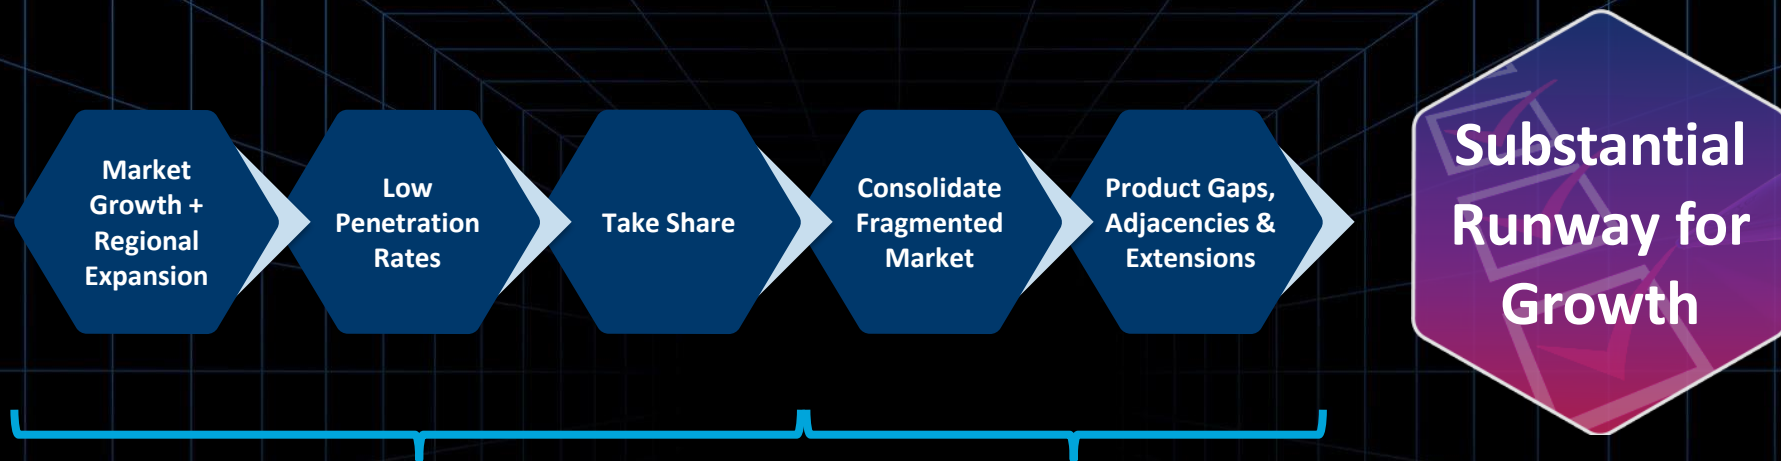 Market
Growth +
Regional
Expansion
Low
Penetration
Rates
Take Share
Consolidate
Fragmented
Market
Product Gaps,
Adjacencies &
Extensions
Substantial
Runway for
Growth